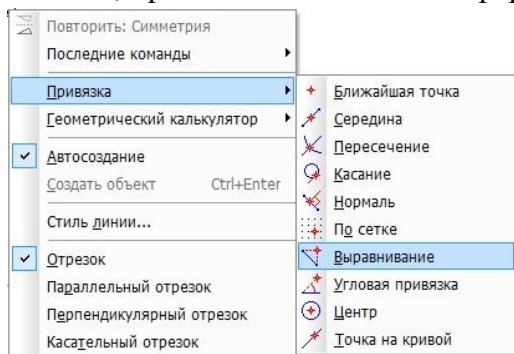 Повторить: Симметрия
Последние команды
Привязка
Геометрический калькулятор
Автосоздание
Создать объект Ctrl+Enter
Стиль линии...
Отрезок
Параллельный отрезок
Перпендикулярный отрезок
Касательный отрезок
Ближайшая точка
Середина
Пересечение
Касание
Нормаль
По сетке
Выравнивание
Угловая привязка
Центр
Точка на кривой